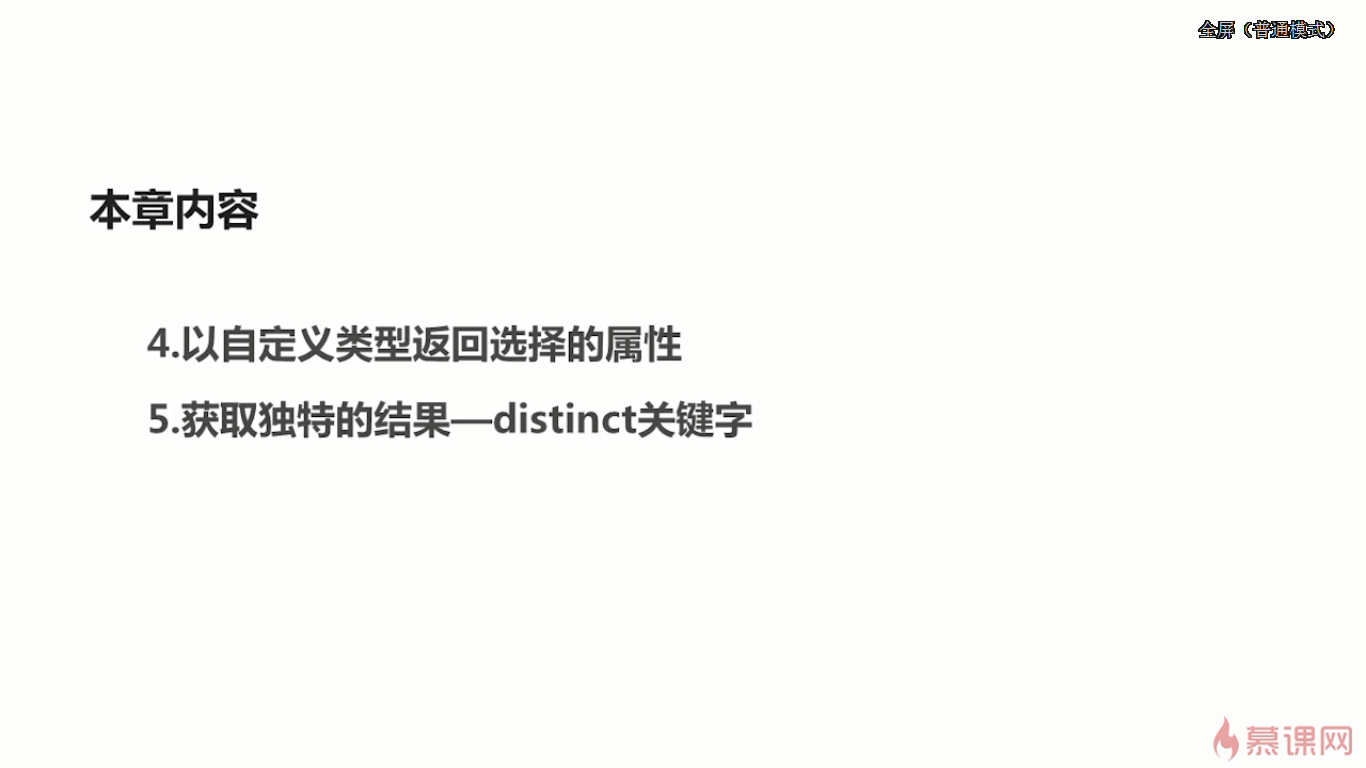 全屏（普通模式）
本章内容
4.以自定义类型返回选择的属性
5.获取独特的结果—distinct关键字
慕课网